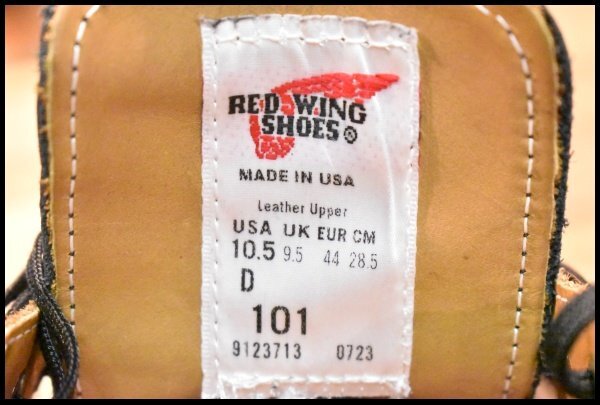 RED WING
SHOES®
MADE IN USA
Leather Upper
USA UK EUR CM
10.5 9.5 44 28.5
D
101
9123713 0723